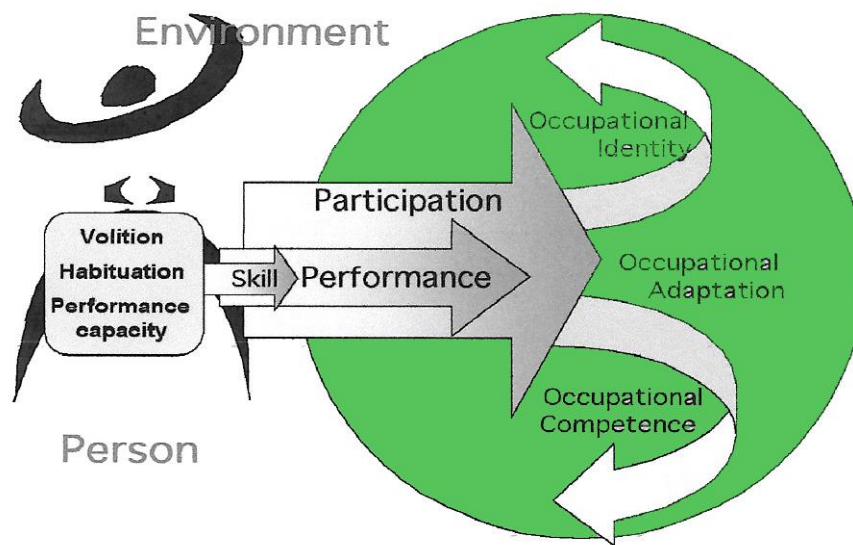 Environment
Occupational
Identity
Participation
Volition
Habituation
Performance
capacity
Skill
Performance
Occupational
Adaptation
Occupational
Competence
Person